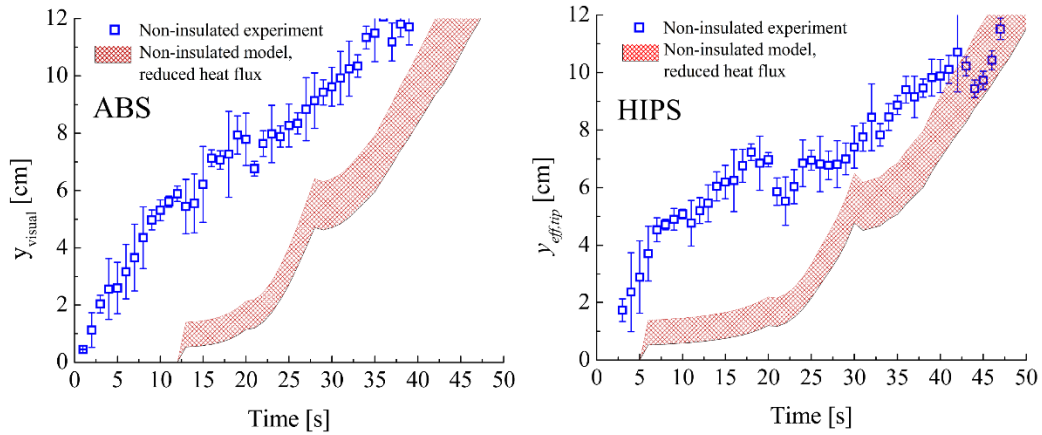 12
10
8
6
4
2
0
y_visual [cm]
Non-insulated experiment
Non-insulated model,
reduced heat flux
ABS
0 5 10 15 20 25 30 35 40 45 50
Time [s]
12
10
8
6
4
2
0
y_eff,tip [cm]
Non-insulated experiment
Non-insulated model,
reduced heat flux
HIPS
0 5 10 15 20 25 30 35 40 45 50
Time [s]